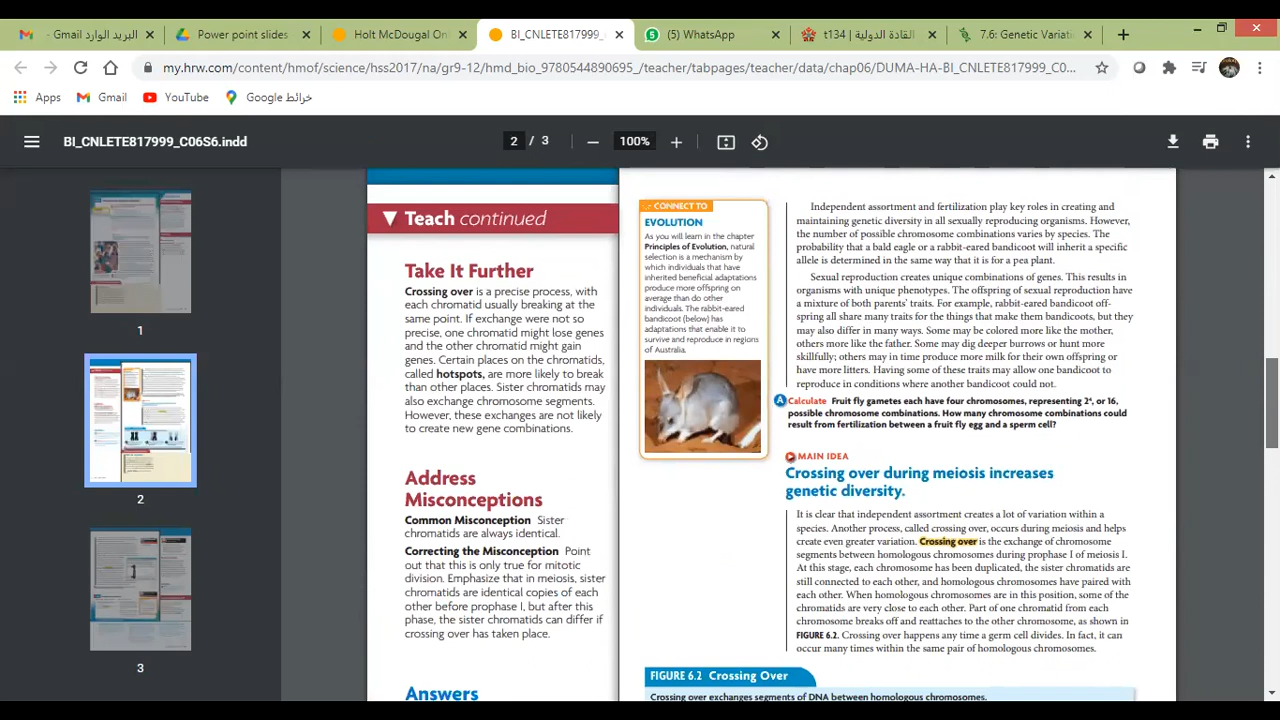 Gmail - البريد الوارد
Power point slides
Holt McDougal Onl
BI_CNLETE817999_
(5) WhatsApp
t134 | القادة الدولية
7.6: Genetic Variati
my.hrw.com/content/hmof/science/hss2017/na/gr9-12/hmd_bio_9780544890695_/teacher/tabpages/teacher/data/chap06/DUMA-HA-BI_CNLETE817999_C0...
Apps
Gmail
YouTube
خرائط Google
BI_CNLETE817999_C06S6.indd
2 / 3
100%
1
2
3
Teach continued
Take It Further
Crossing over is a precise process, with
each chromatid usually breaking at the
same point. If exchange were not so
precise, one chromatid might lose genes
and the other chromatid might gain
genes. Certain places on the chromatids,
called hotspots, are more likely to break
than other places. Sister chromatids may
also exchange chromosome segments.
However, these exchanges are not likely
to create new gene combinations.
Address
Misconceptions
Common Misconception Sister
chromatids are always identical.
Correcting the Misconception Point
out that this is only true for mitotic
division. Emphasize that in meiosis, sister
chromatids are identical copies of each
other before prophase I, but after this
phase, the sister chromatids can differ if
crossing over has taken place.
Answers
CONNECT TO
EVOLUTION
As you will learn in the chapter
Principles of Evolution, natural
selection is a mechanism by
which individuals that have
inherited beneficial adaptations
produce more offspring on
average than do other
individuals. The rabbit-eared
bandicoot (below) has
adaptations that enable it to
survive and reproduce in regions
of Australia.
Independent assortment and fertilization play key roles in creating and
maintaining genetic diversity in all sexually reproducing organisms. However,
the number of possible chromosome combinations varies by species. The
probability that a bald eagle or a rabbit-eared bandicoot will inherit a specific
allele is determined in the same way that it is for a pea plant.
Sexual reproduction creates unique combinations of genes. This results in
organisms with unique phenotypes. The offspring of sexual reproduction have
a mixture of both parents' traits. For example, rabbit-eared bandicoot off-
spring all share many traits for the things that make them bandicoots, but they
may also differ in many ways. Some may be colored more like the mother,
others more like the father. Some may dig deeper burrows or hunt more
skillfully; others may in time produce more milk for their own offspring or
have more litters. Having some of these traits may allow one bandicoot to
reproduce in conditions where another bandicoot could not.
A Calculate Fruit fly gametes each have four chromosomes, representing 2⁴, or 16,
possible chromosome combinations. How many chromosome combinations could
result from fertilization between a fruit fly egg and a sperm cell?
MAIN IDEA
Crossing over during meiosis increases
genetic diversity.
It is clear that independent assortment creates a lot of variation within a
species. Another process, called crossing over, occurs during meiosis and helps
create even greater variation. Crossing over is the exchange of chromosome
segments between homologous chromosomes during prophase I of meiosis I.
At this stage, each chromosome has been duplicated, the sister chromatids are
still connected to each other, and homologous chromosomes have paired with
each other. When homologous chromosomes are in this position, some of the
chromatids are very close to each other. Part of one chromatid from each
chromosome breaks off and reattaches to the other chromosome, as shown in
FIGURE 6.2. Crossing over happens any time a germ cell divides. In fact, it can
occur many times within the same pair of homologous chromosomes.
FIGURE 6.2 Crossing Over
Crossing over exchanges segments of DNA between homologous chromosomes.